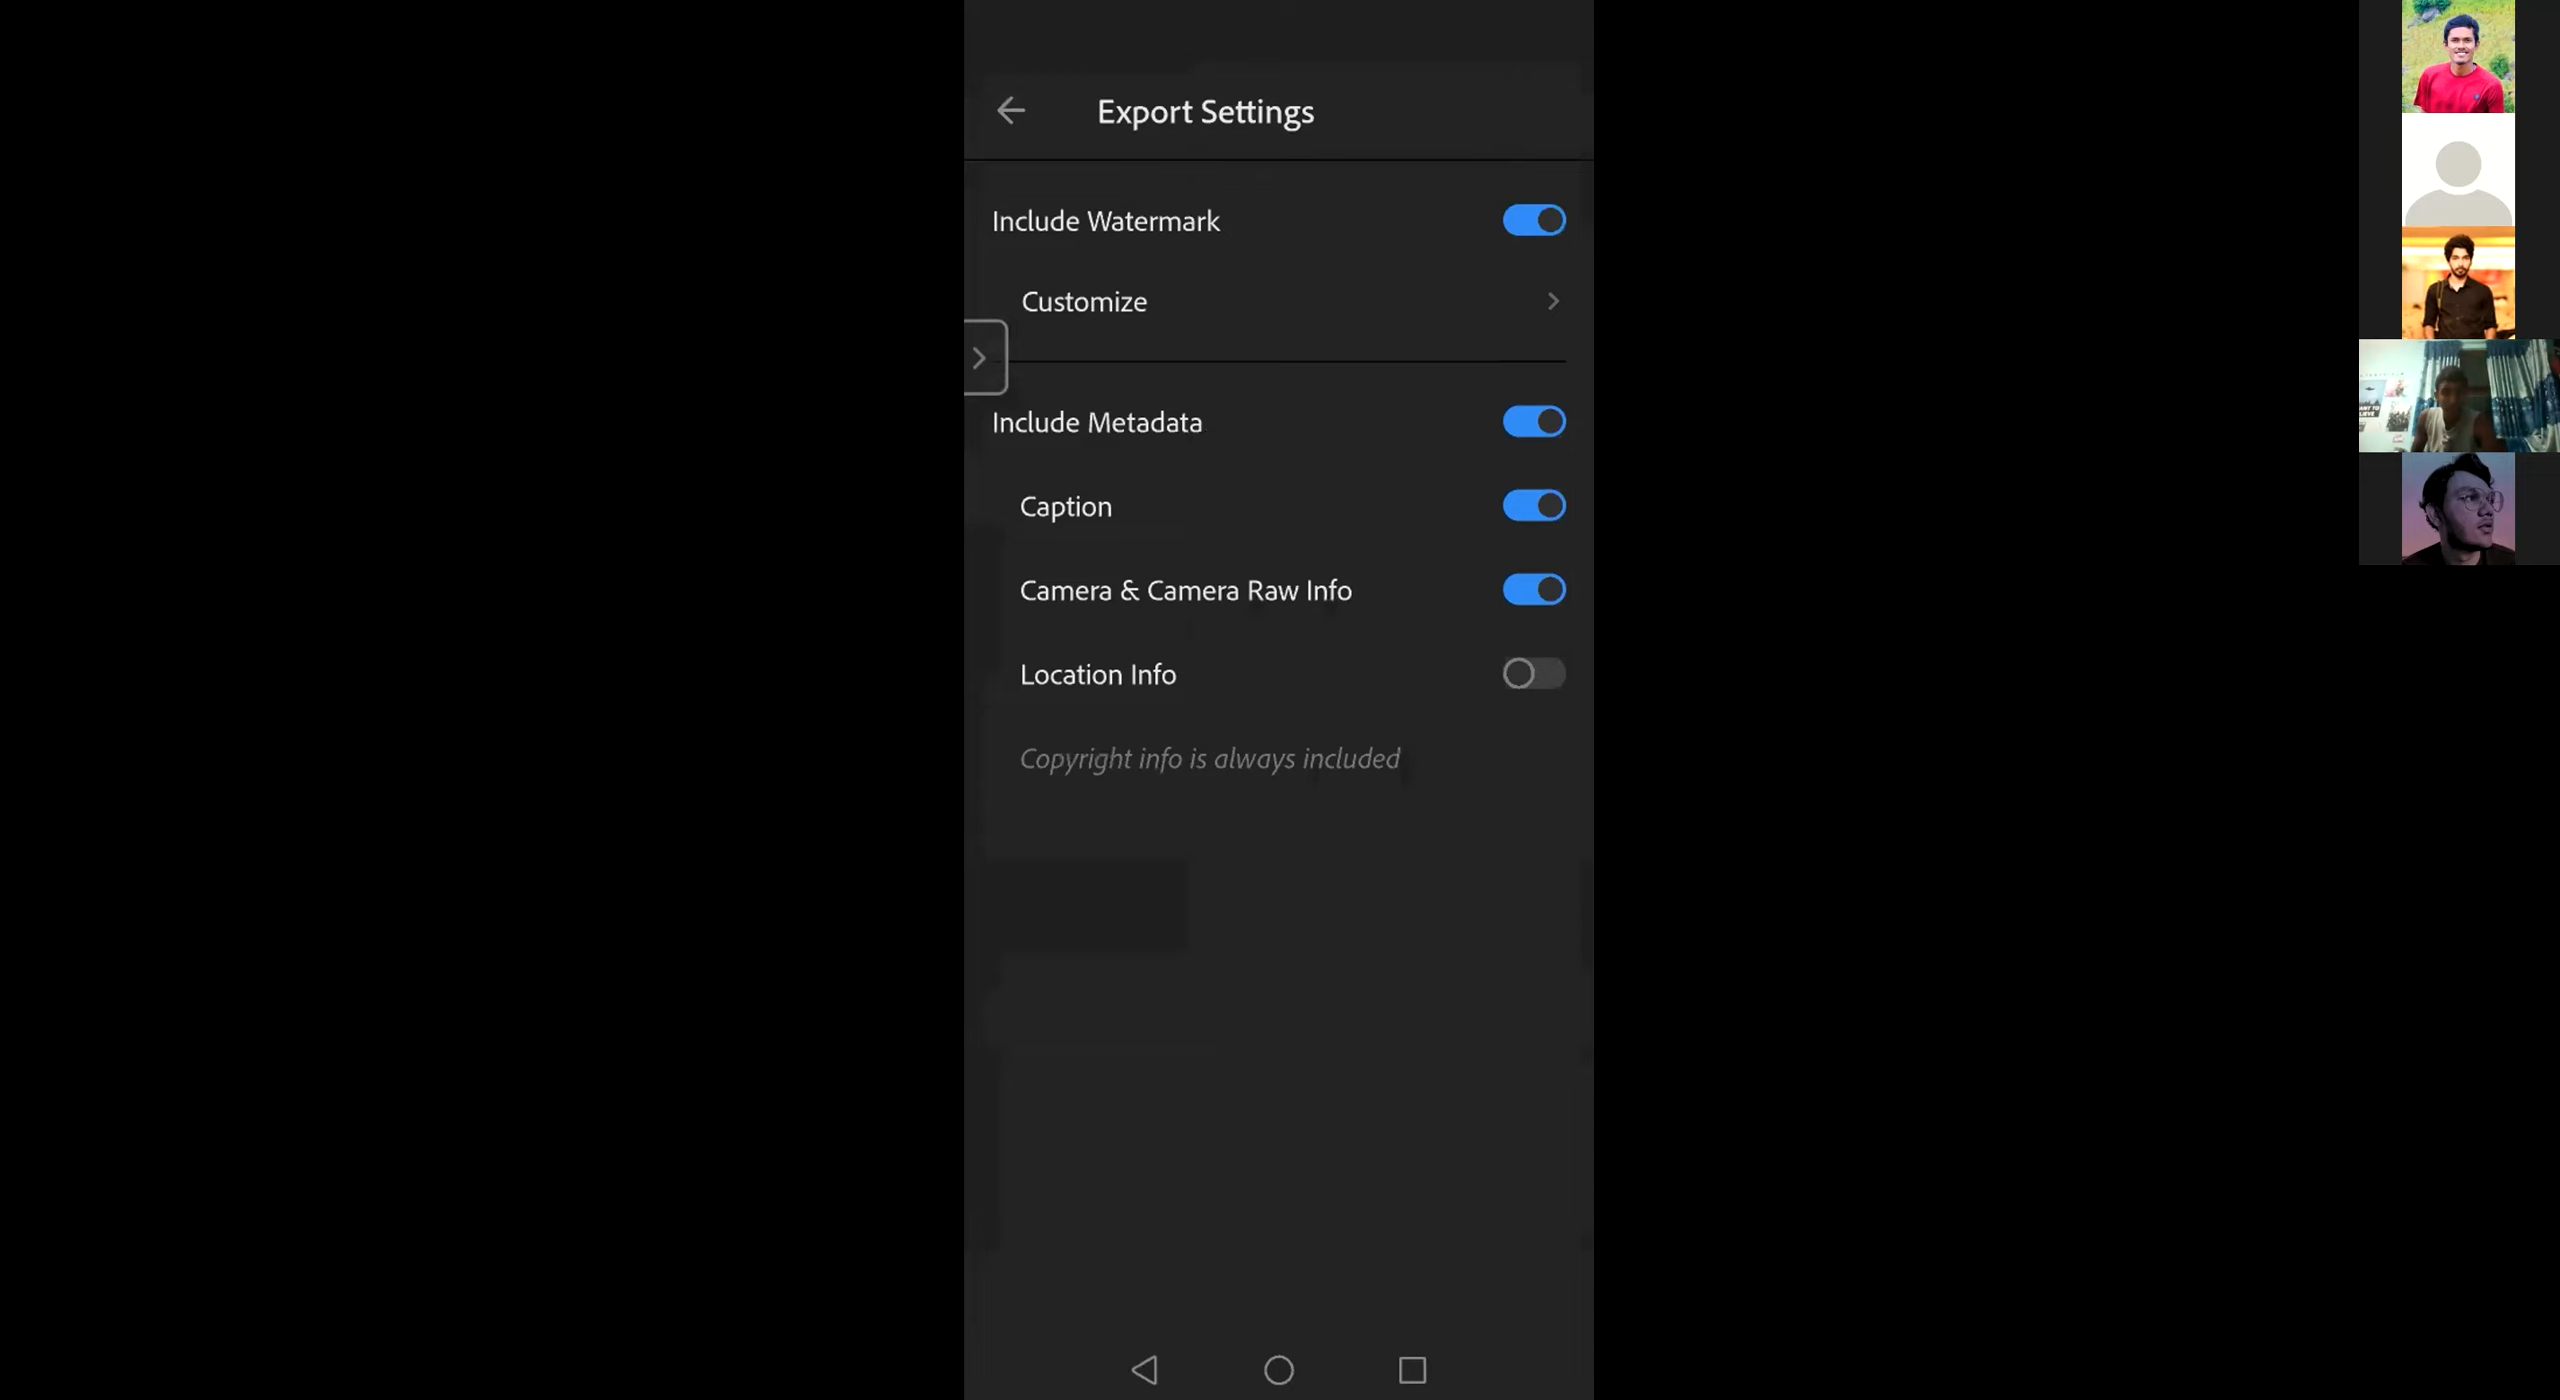 Export Settings
Include Watermark
Customize
Include Metadata
Caption
Camera & Camera Raw Info
Location Info
Copyright info is always included